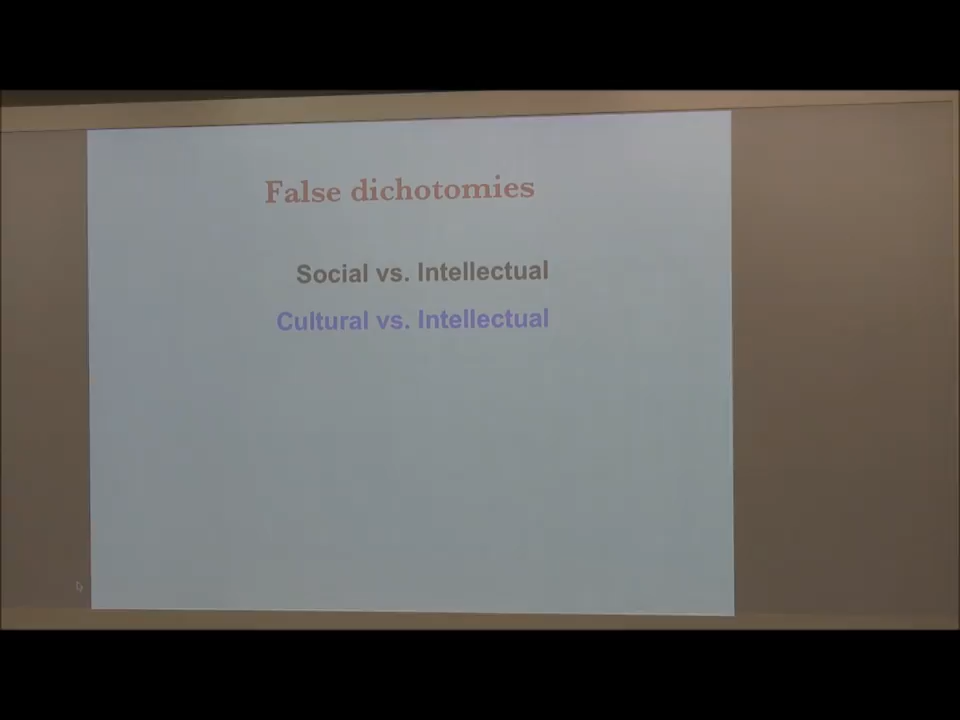 False dichotomies
Social vs. Intellectual
Cultural vs. Intellectual